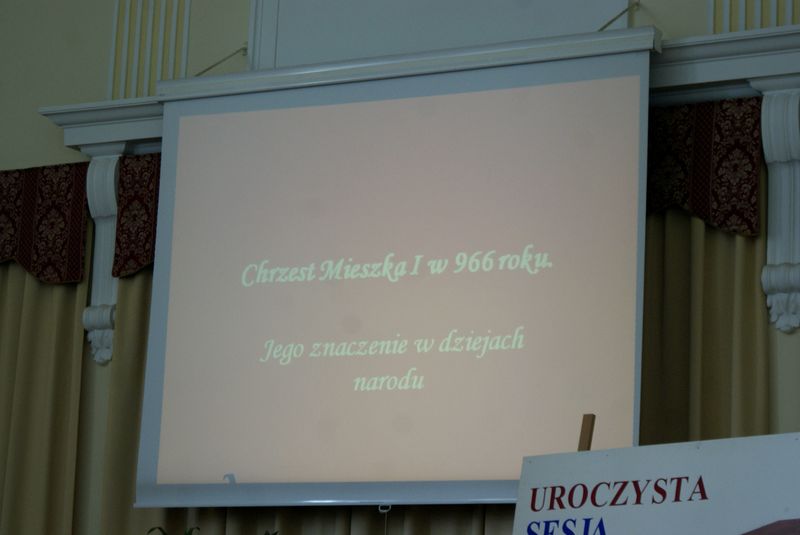 Chrzest Mieszka I w 966 roku.
Jego znaczenie w dziejach
narodu
UROCZYSTA
SESJA